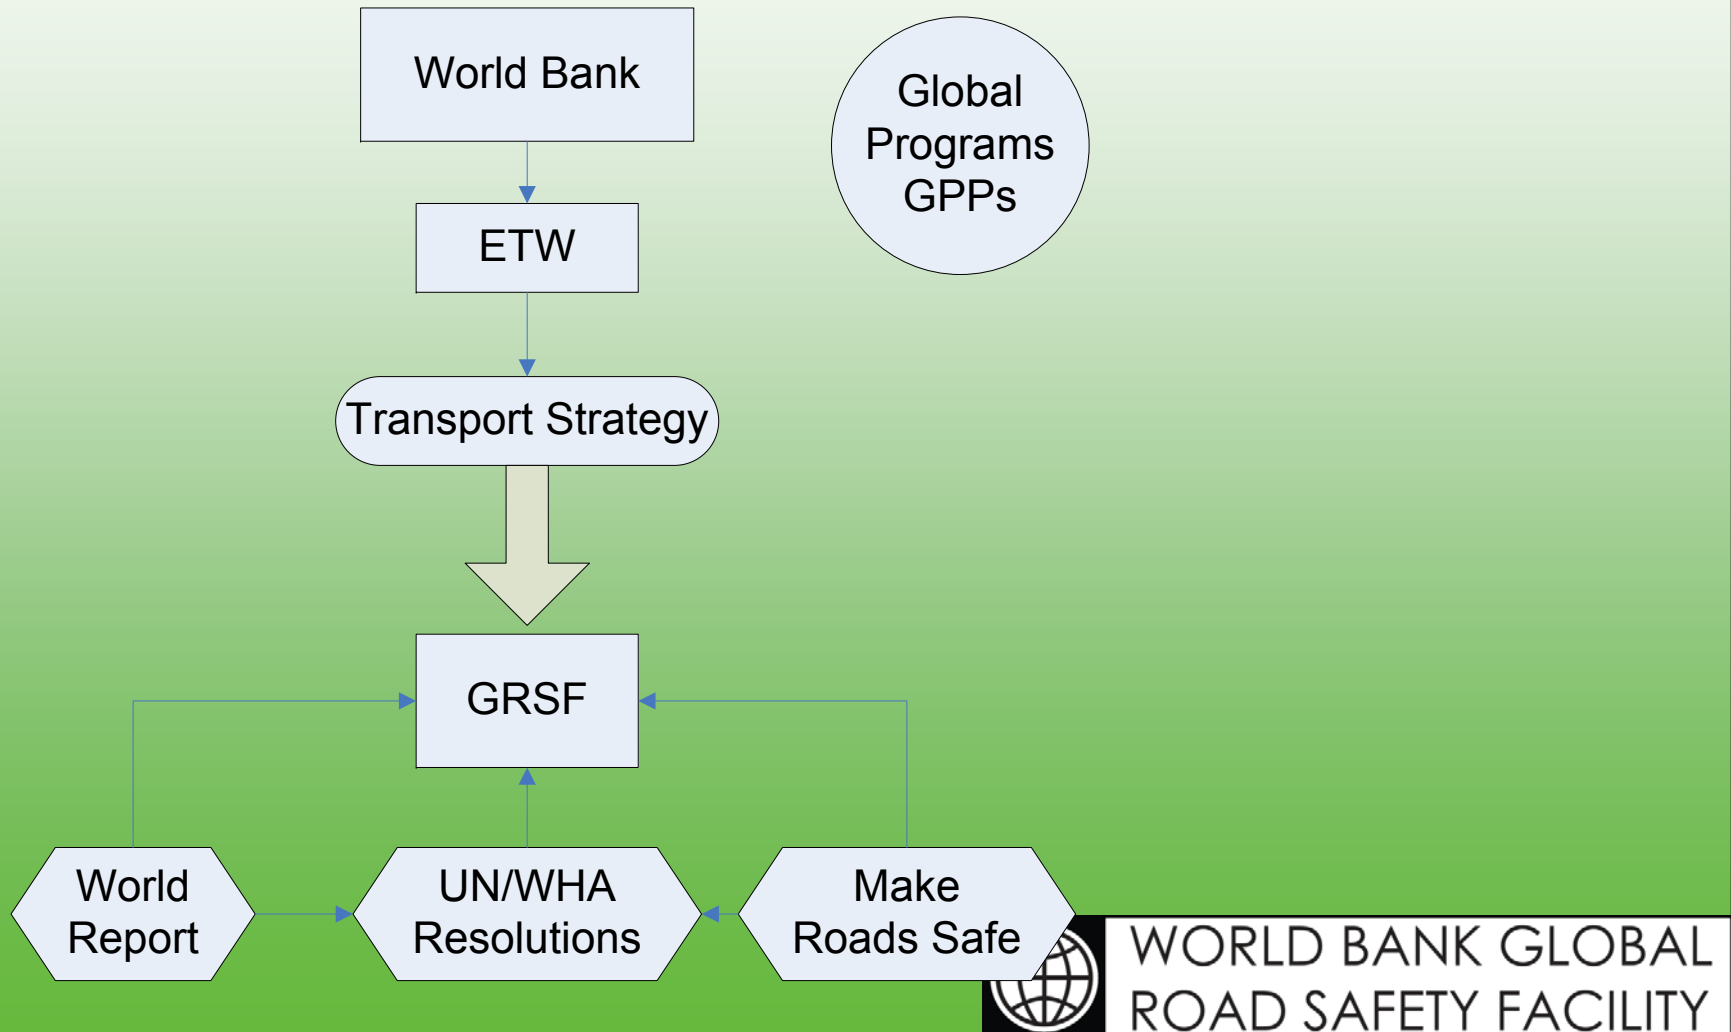 World Bank
Global
Programs
GPPs
ETW
Transport Strategy
GRSF
World
Report
UN/WHA
Resolutions
Make
Roads Safe
WORLD BANK GLOBAL
ROAD SAFETY FACILITY